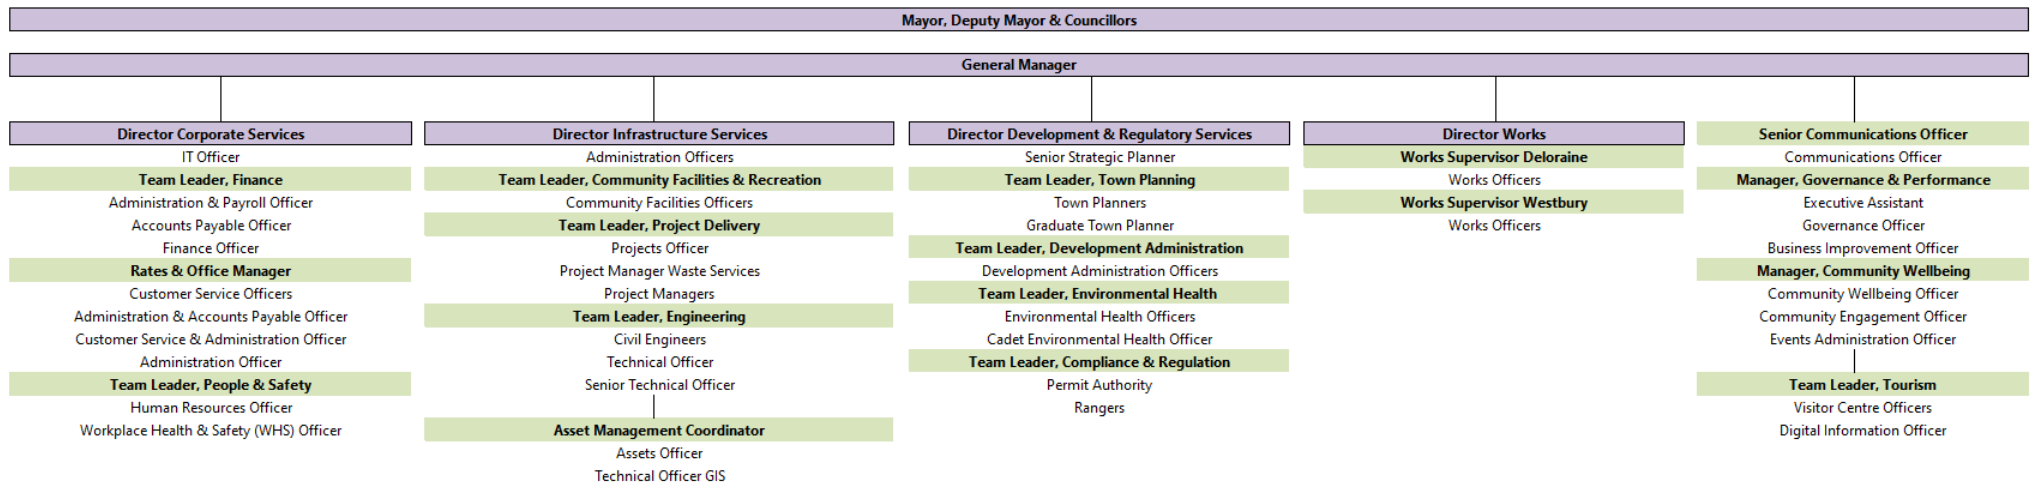 Mayor, Deputy Mayor & Councillors
General Manager
Director Corporate Services
IT Officer
Team Leader, Finance
Administration & Payroll Officer
Accounts Payable Officer
Finance Officer
Rates & Office Manager
Customer Service Officers
Administration & Accounts Payable Officer
Customer Service & Administration Officer
Administration Officer
Team Leader, People & Safety
Human Resources Officer
Workplace Health & Safety (WHS) Officer
Director Infrastructure Services
Administration Officers
Team Leader, Community Facilities & Recreation
Community Facilities Officers
Team Leader, Project Delivery
Projects Officer
Project Manager Waste Services
Project Managers
Team Leader, Engineering
Civil Engineers
Technical Officer
Senior Technical Officer
Asset Management Coordinator
Assets Officer
Technical Officer GIS
Director Development & Regulatory Services
Senior Strategic Planner
Team Leader, Town Planning
Town Planners
Graduate Town Planner
Team Leader, Development Administration
Development Administration Officers
Team Leader, Environmental Health
Environmental Health Officers
Cadet Environmental Health Officer
Team Leader, Compliance & Regulation
Permit Authority
Rangers
Director Works
Works Supervisor Deloraine
Works Officers
Works Supervisor Westbury
Works Officers
Senior Communications Officer
Communications Officer
Manager, Governance & Performance
Executive Assistant
Governance Officer
Business Improvement Officer
Manager, Community Wellbeing
Community Wellbeing Officer
Community Engagement Officer
Events Administration Officer
Team Leader, Tourism
Visitor Centre Officers
Digital Information Officer